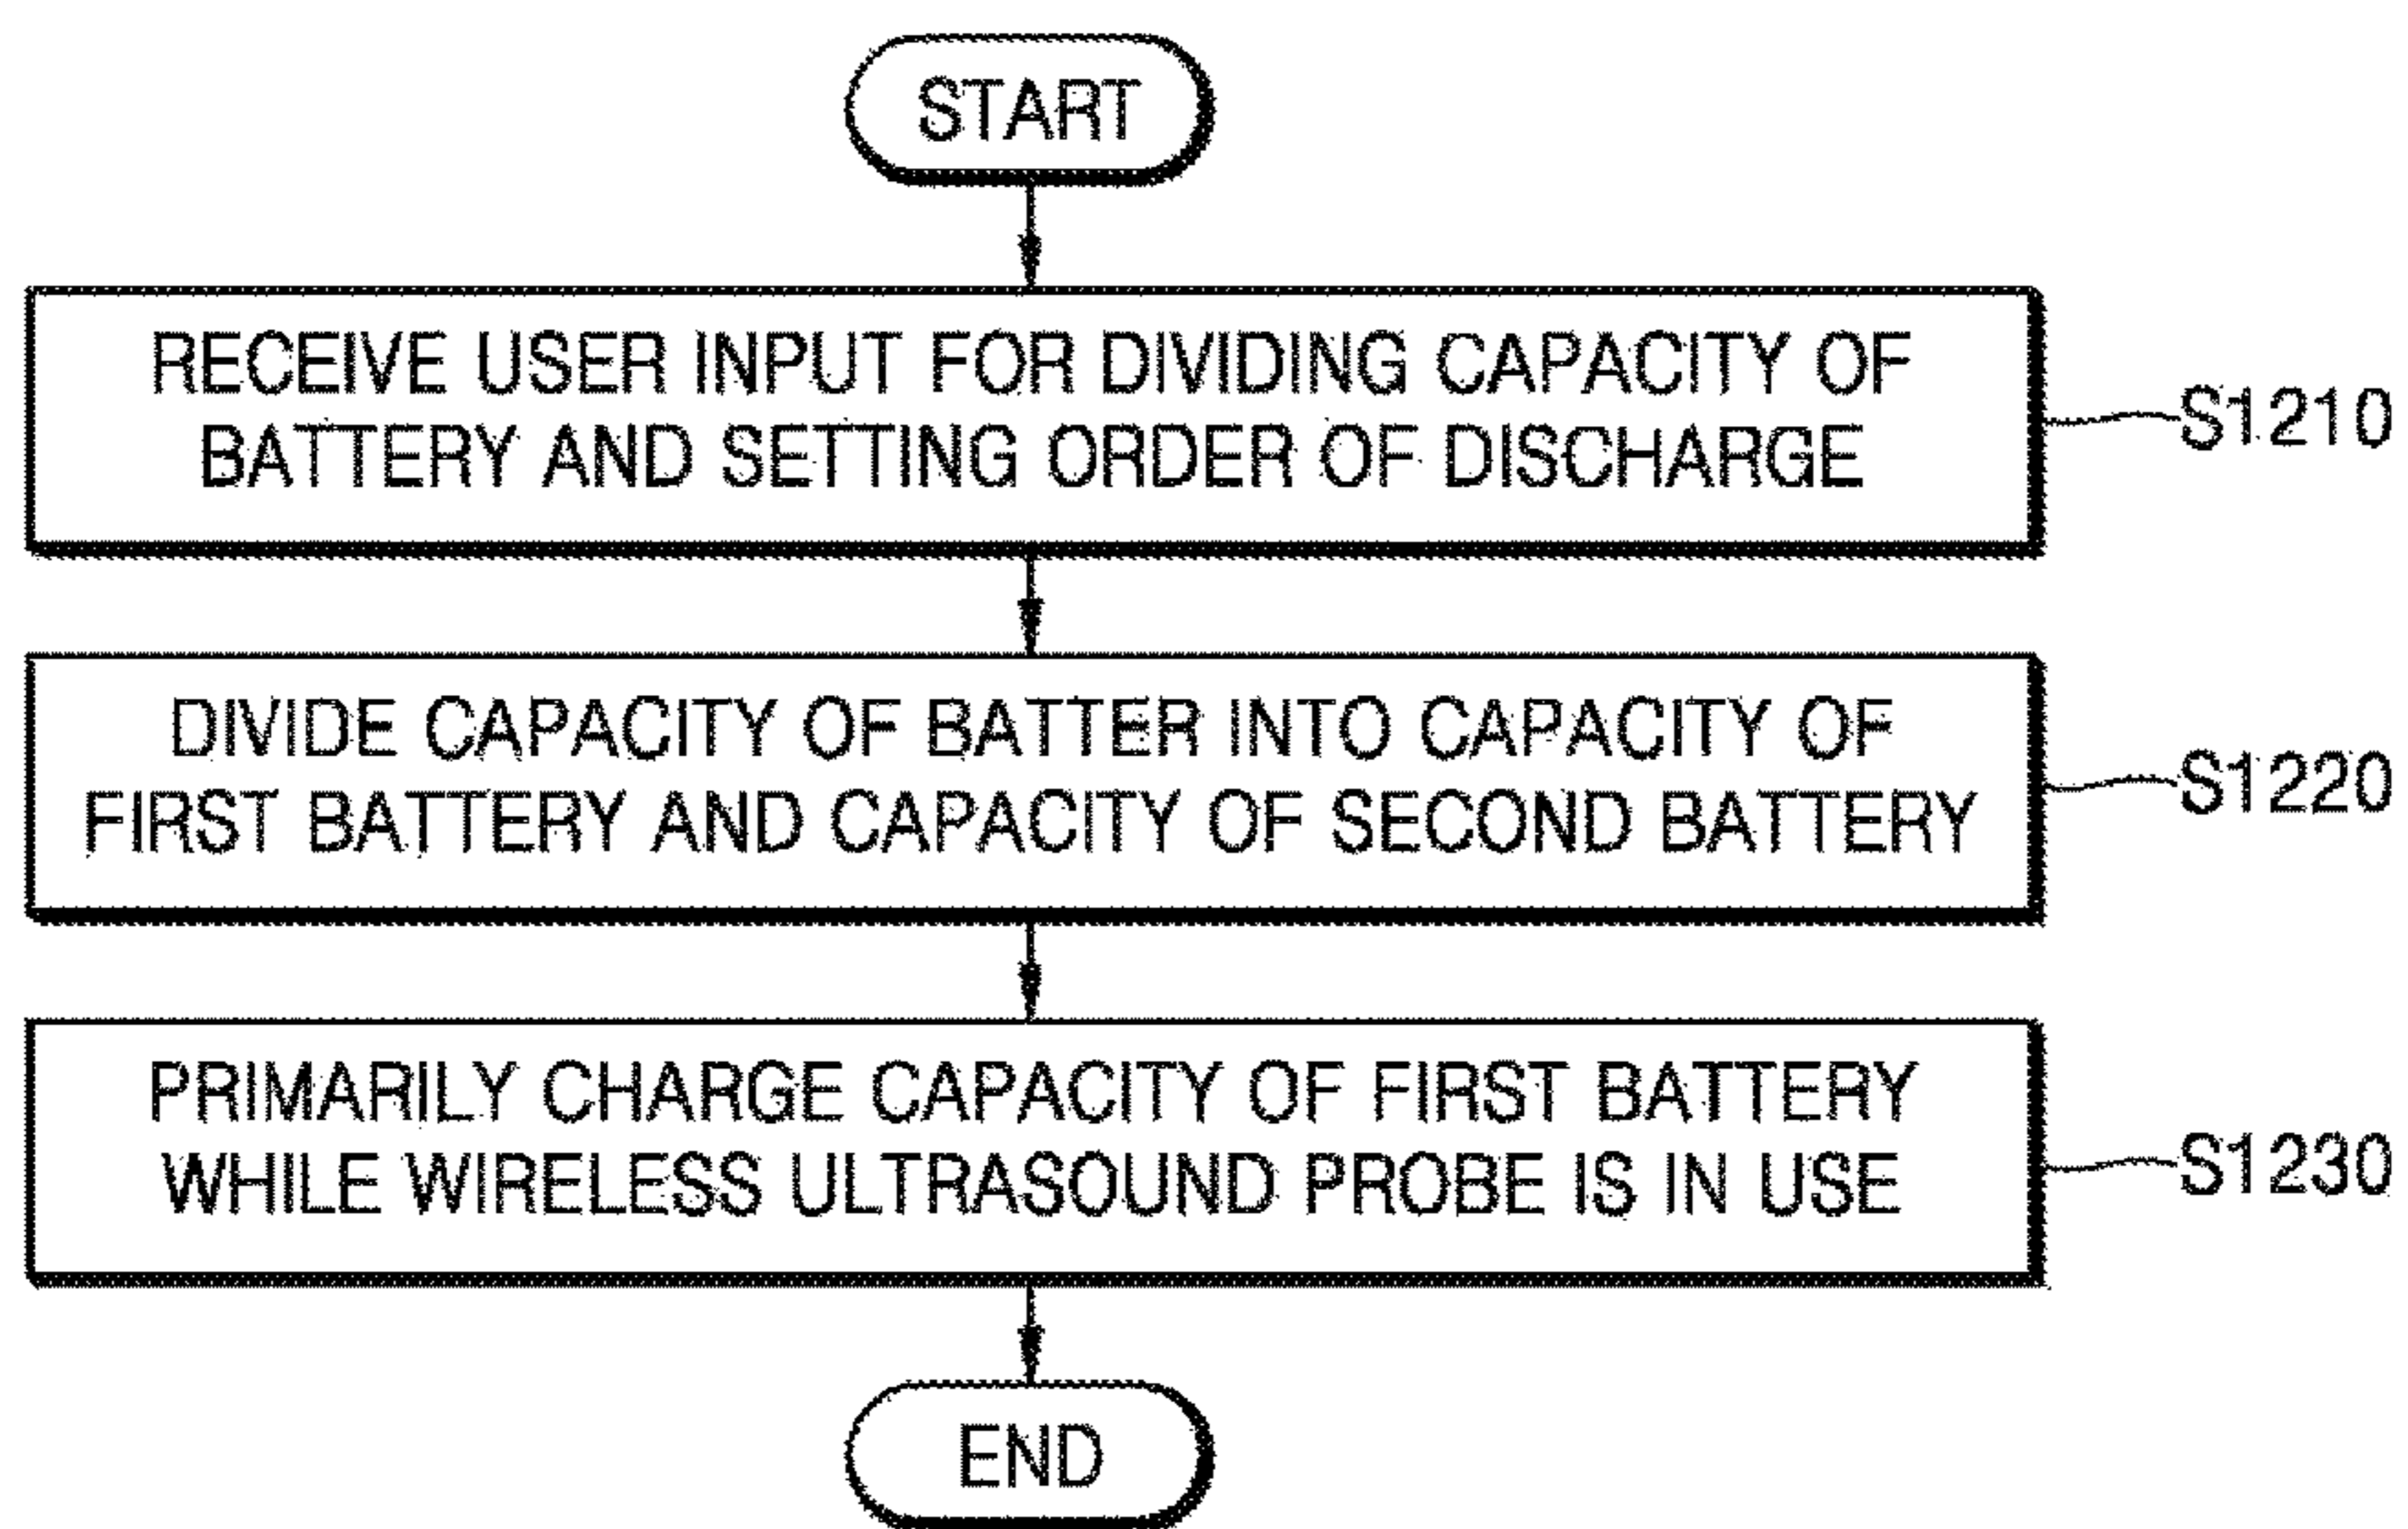 START
RECEIVE USER INPUT FOR DIVIDING CAPACITY OF
BATTERY AND SETTING ORDER OF DISCHARGE
S1210
DIVIDE CAPACITY OF BATTER INTO CAPACITY OF
FIRST BATTERY AND CAPACITY OF SECOND BATTERY
S1220
PRIMARILY CHARGE CAPACITY OF FIRST BATTERY
WHILE WIRELESS ULTRASOUND PROBE IS IN USE
S1230
END